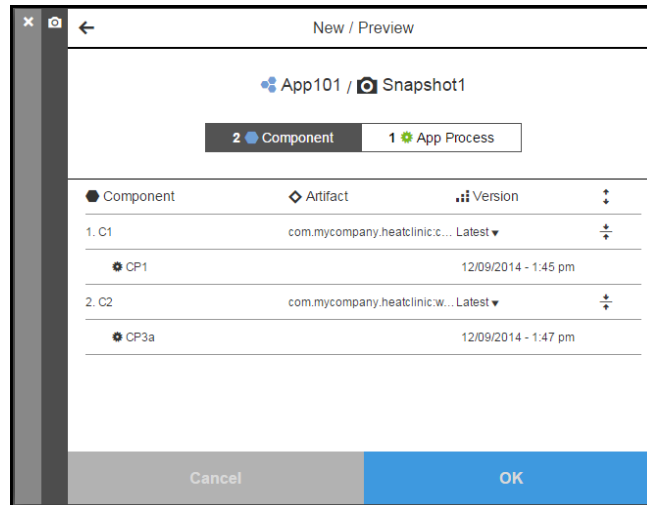 New / Preview
App101 / Snapshot1
2 Component 1 App Process
Component Artifact Version
1. C1 com.mycompany.heatclinic:c... Latest
CP1 12/09/2014 - 1:45 pm
2. C2 com.mycompany.heatclinic:w... Latest
CP3a 12/09/2014 - 1:47 pm
Cancel OK